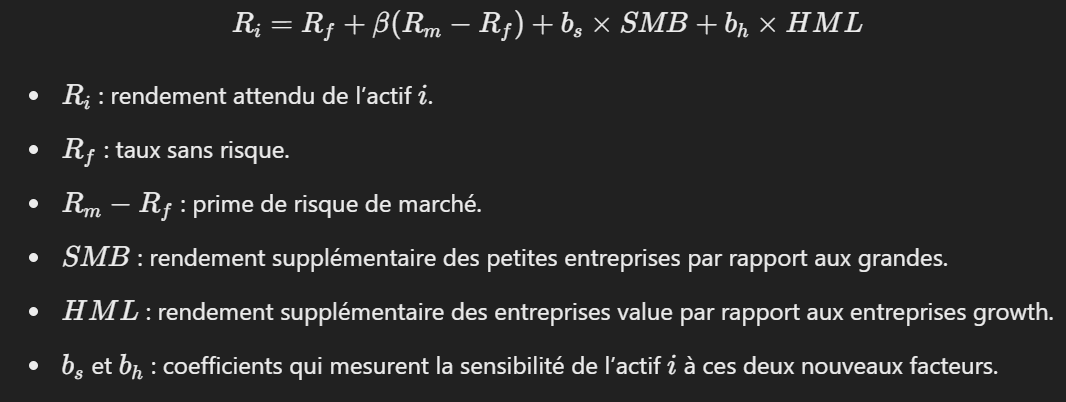 R_i = R_f + β(R_m − R_f) + b_s × SMB + b_h × HML
• R_i : rendement attendu de l’actif i.
• R_f : taux sans risque.
• R_m − R_f : prime de risque de marché.
• SMB : rendement supplémentaire des petites entreprises par rapport aux grandes.
• HML : rendement supplémentaire des entreprises value par rapport aux entreprises growth.
• b_s et b_h : coefficients qui mesurent la sensibilité de l’actif i à ces deux nouveaux facteurs.